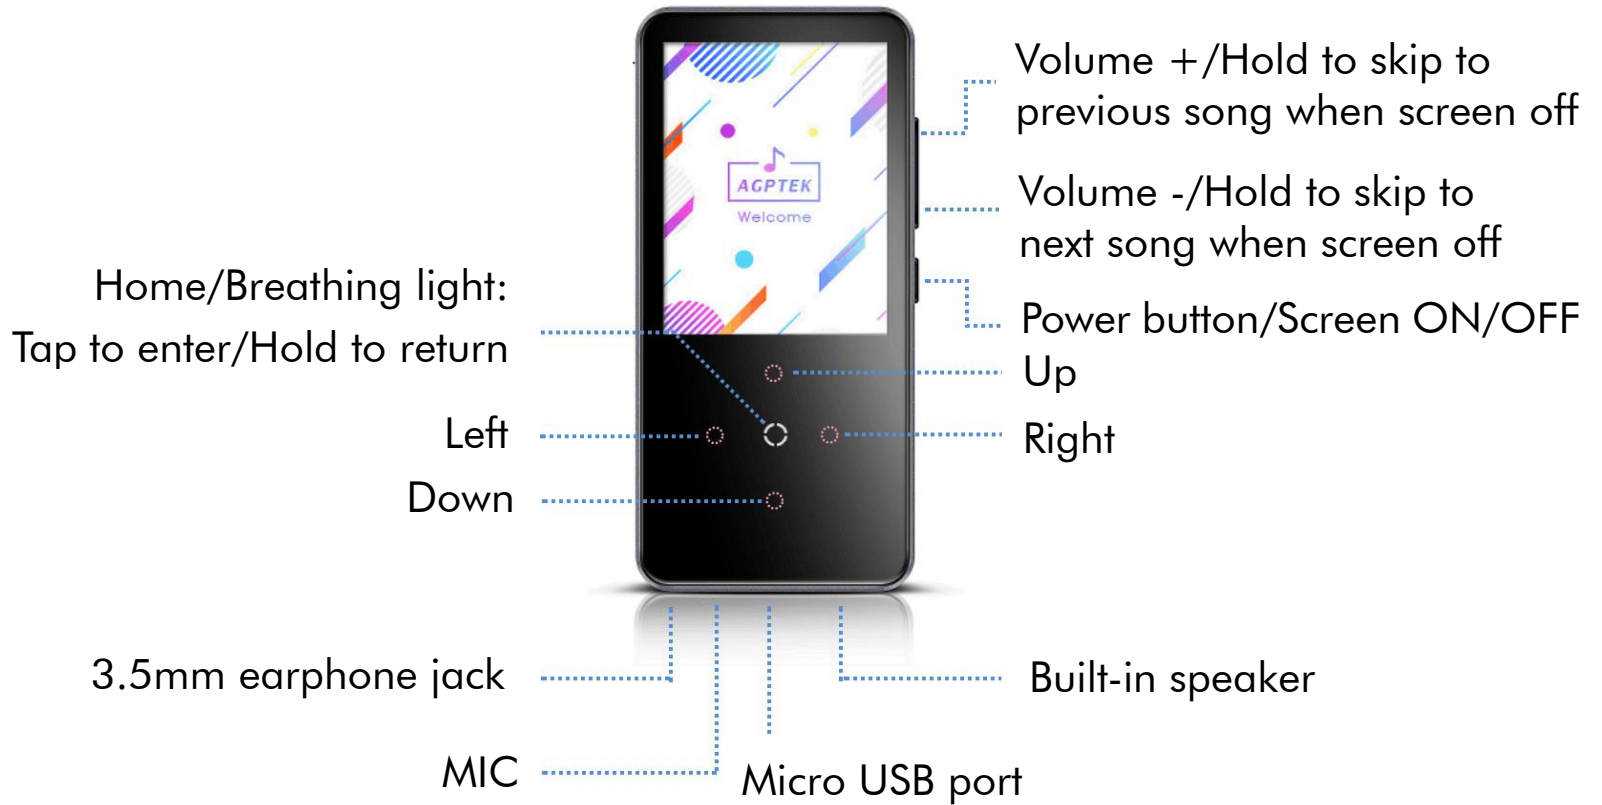 Volume +/Hold to skip to
previous song when screen off
AGPTEK
Welcome
Volume -/Hold to skip to
next song when screen off
Home/Breathing light:
Tap to enter/Hold to return
Power button/Screen ON/OFF
Up
Left
Right
Down
3.5mm earphone jack
Built-in speaker
MIC
Micro USB port